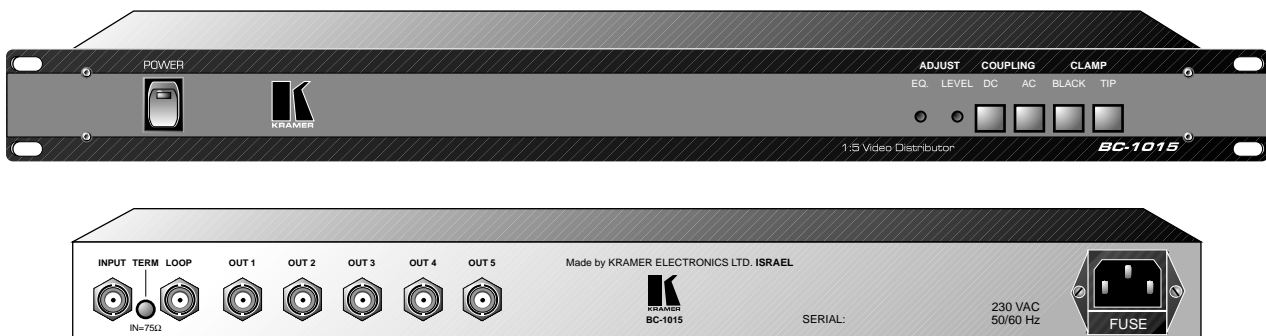 POWER
ADJUST COUPLING CLAMP
EQ. LEVEL DC AC BLACK TIP
KRAMER
1:5 Video Distributor BC-1015
INPUT TERM LOOP OUT 1 OUT 2 OUT 3 OUT 4 OUT 5
IN=75Ω
Made by KRAMER ELECTRONICS LTD. ISRAEL
KRAMER
BC-1015
SERIAL:
230 VAC
50/60 Hz
FUSE